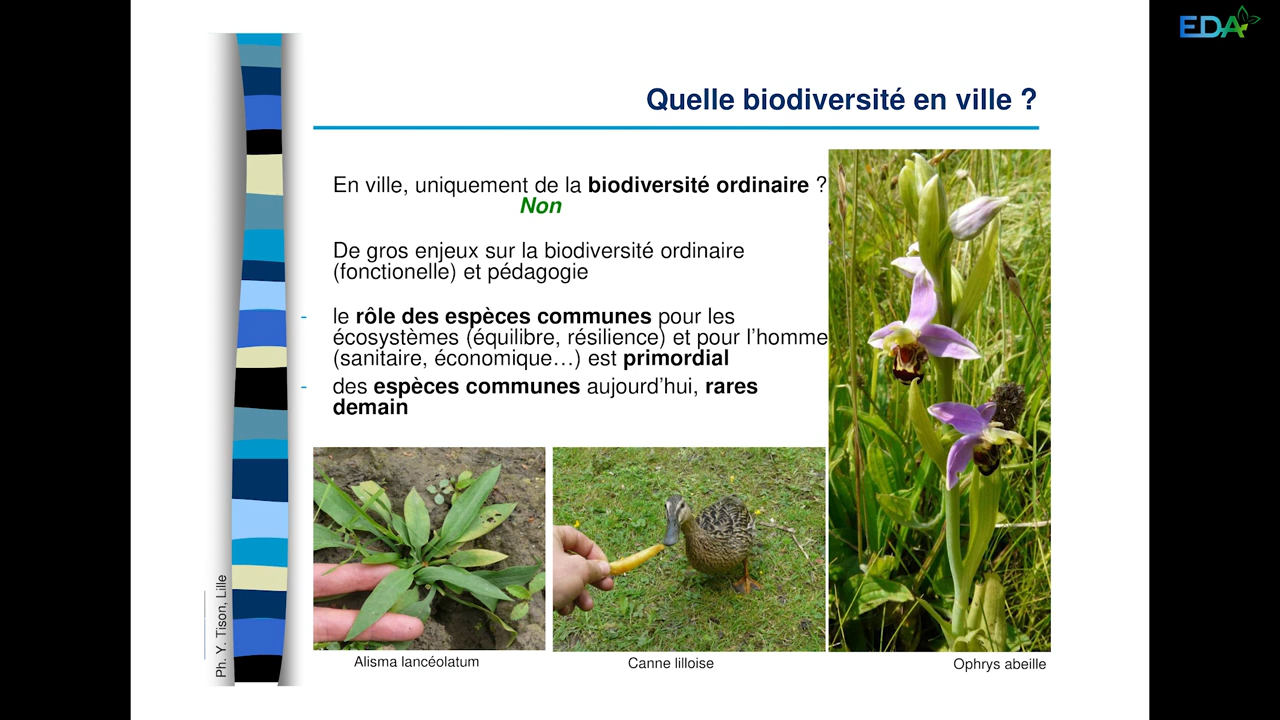 EDA
Quelle biodiversité en ville ?
En ville, uniquement de la biodiversité ordinaire ?
Non
De gros enjeux sur la biodiversité ordinaire
(fonctionelle) et pédagogie
- le rôle des espèces communes pour les
écosystèmes (équilibre, résilience) et pour l’homme
(sanitaire, économique…) est primordial
- des espèces communes aujourd’hui, rares
demain
Ph. Y. Tison, Lille
Alisma lancéolatum
Canne lilloise
Ophrys abeille